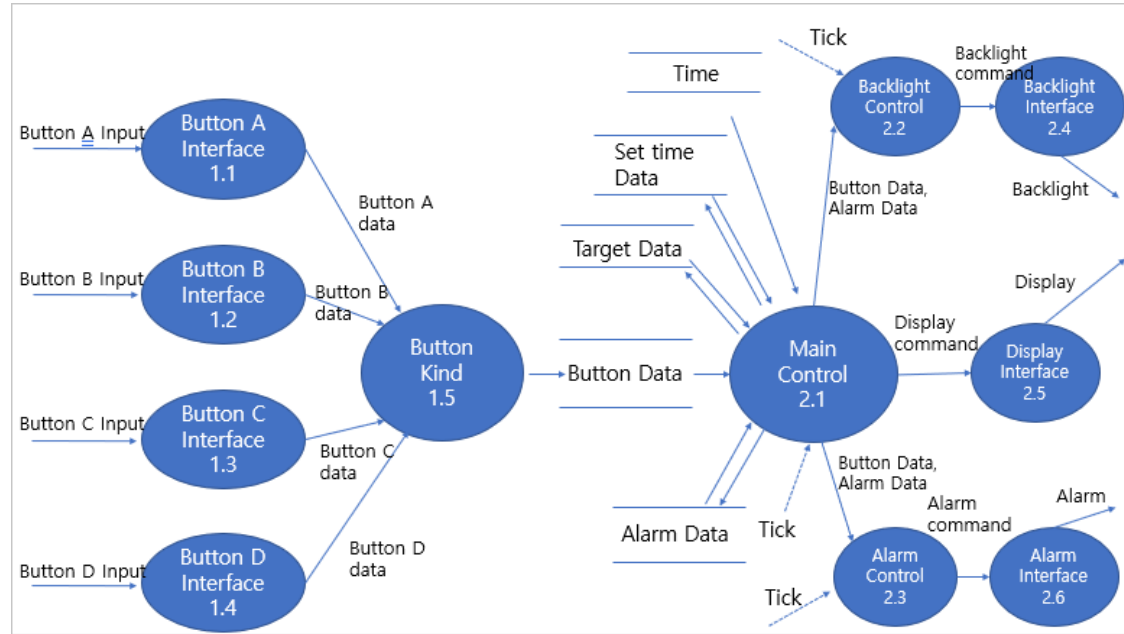 Button A Input
Button A
Interface
1.1
Button A
data
Button B Input
Button B
Interface
1.2
Button B
data
Button C Input
Button C
Interface
1.3
Button C
data
Button D Input
Button D
Interface
1.4
Button D
data
Button
Kind
1.5
Button Data
Time
Set time
Data
Target Data
Alarm Data
Main
Control
2.1
Tick
Tick
Backlight
Control
2.2
Backlight
command
Backlight
Interface
2.4
Backlight
Button Data,
Alarm Data
Display
command
Display
Interface
2.5
Display
Button Data,
Alarm Data
Tick
Alarm
Control
2.3
Alarm
command
Alarm
Interface
2.6
Alarm